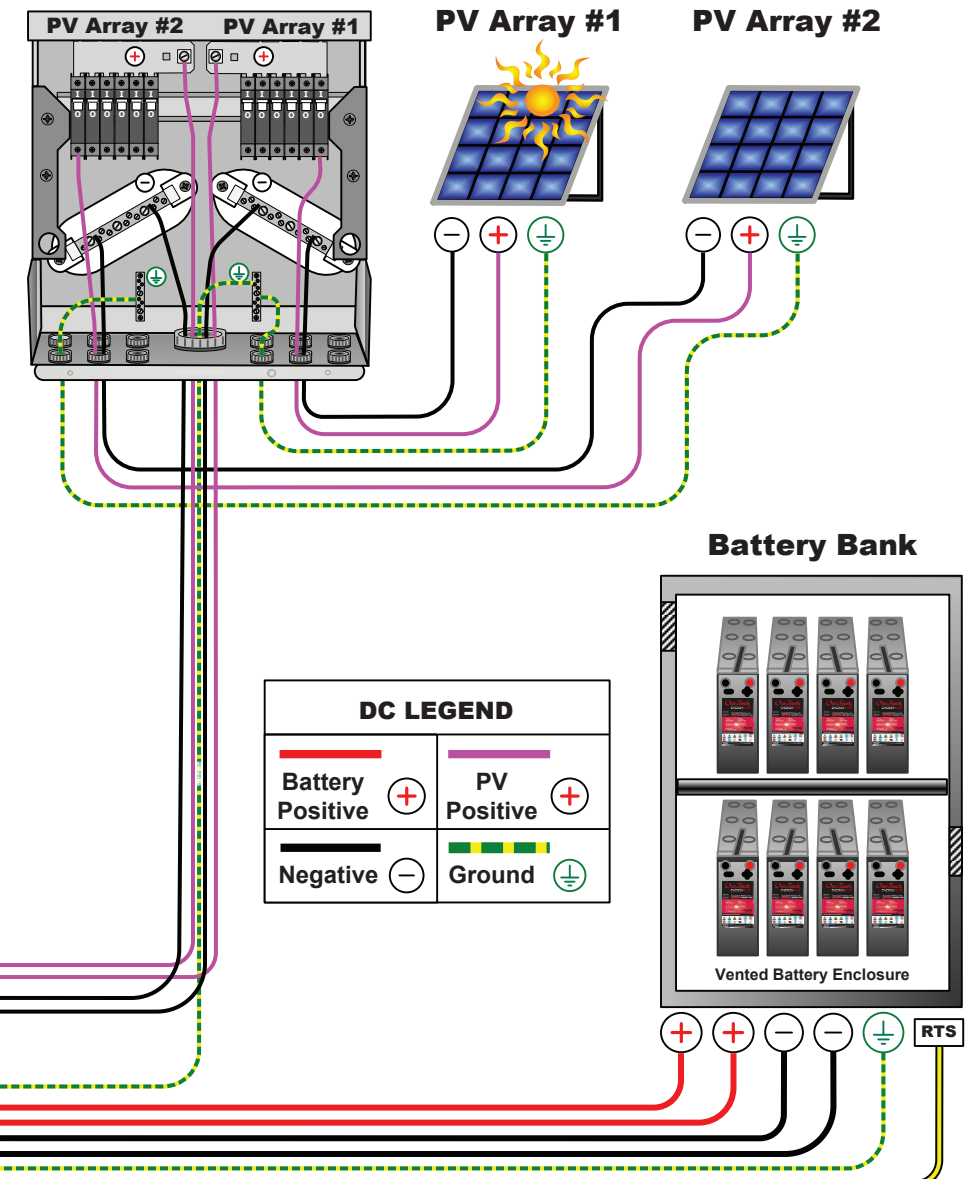 PV Array #2 PV Array #1
PV Array #1
PV Array #2
I I I I I I
O O O O O O
I I I I I I
O O O O O O
Battery Bank
DC LEGEND
Battery
Positive
PV
Positive
Negative
Ground
Vented Battery Enclosure
RTS